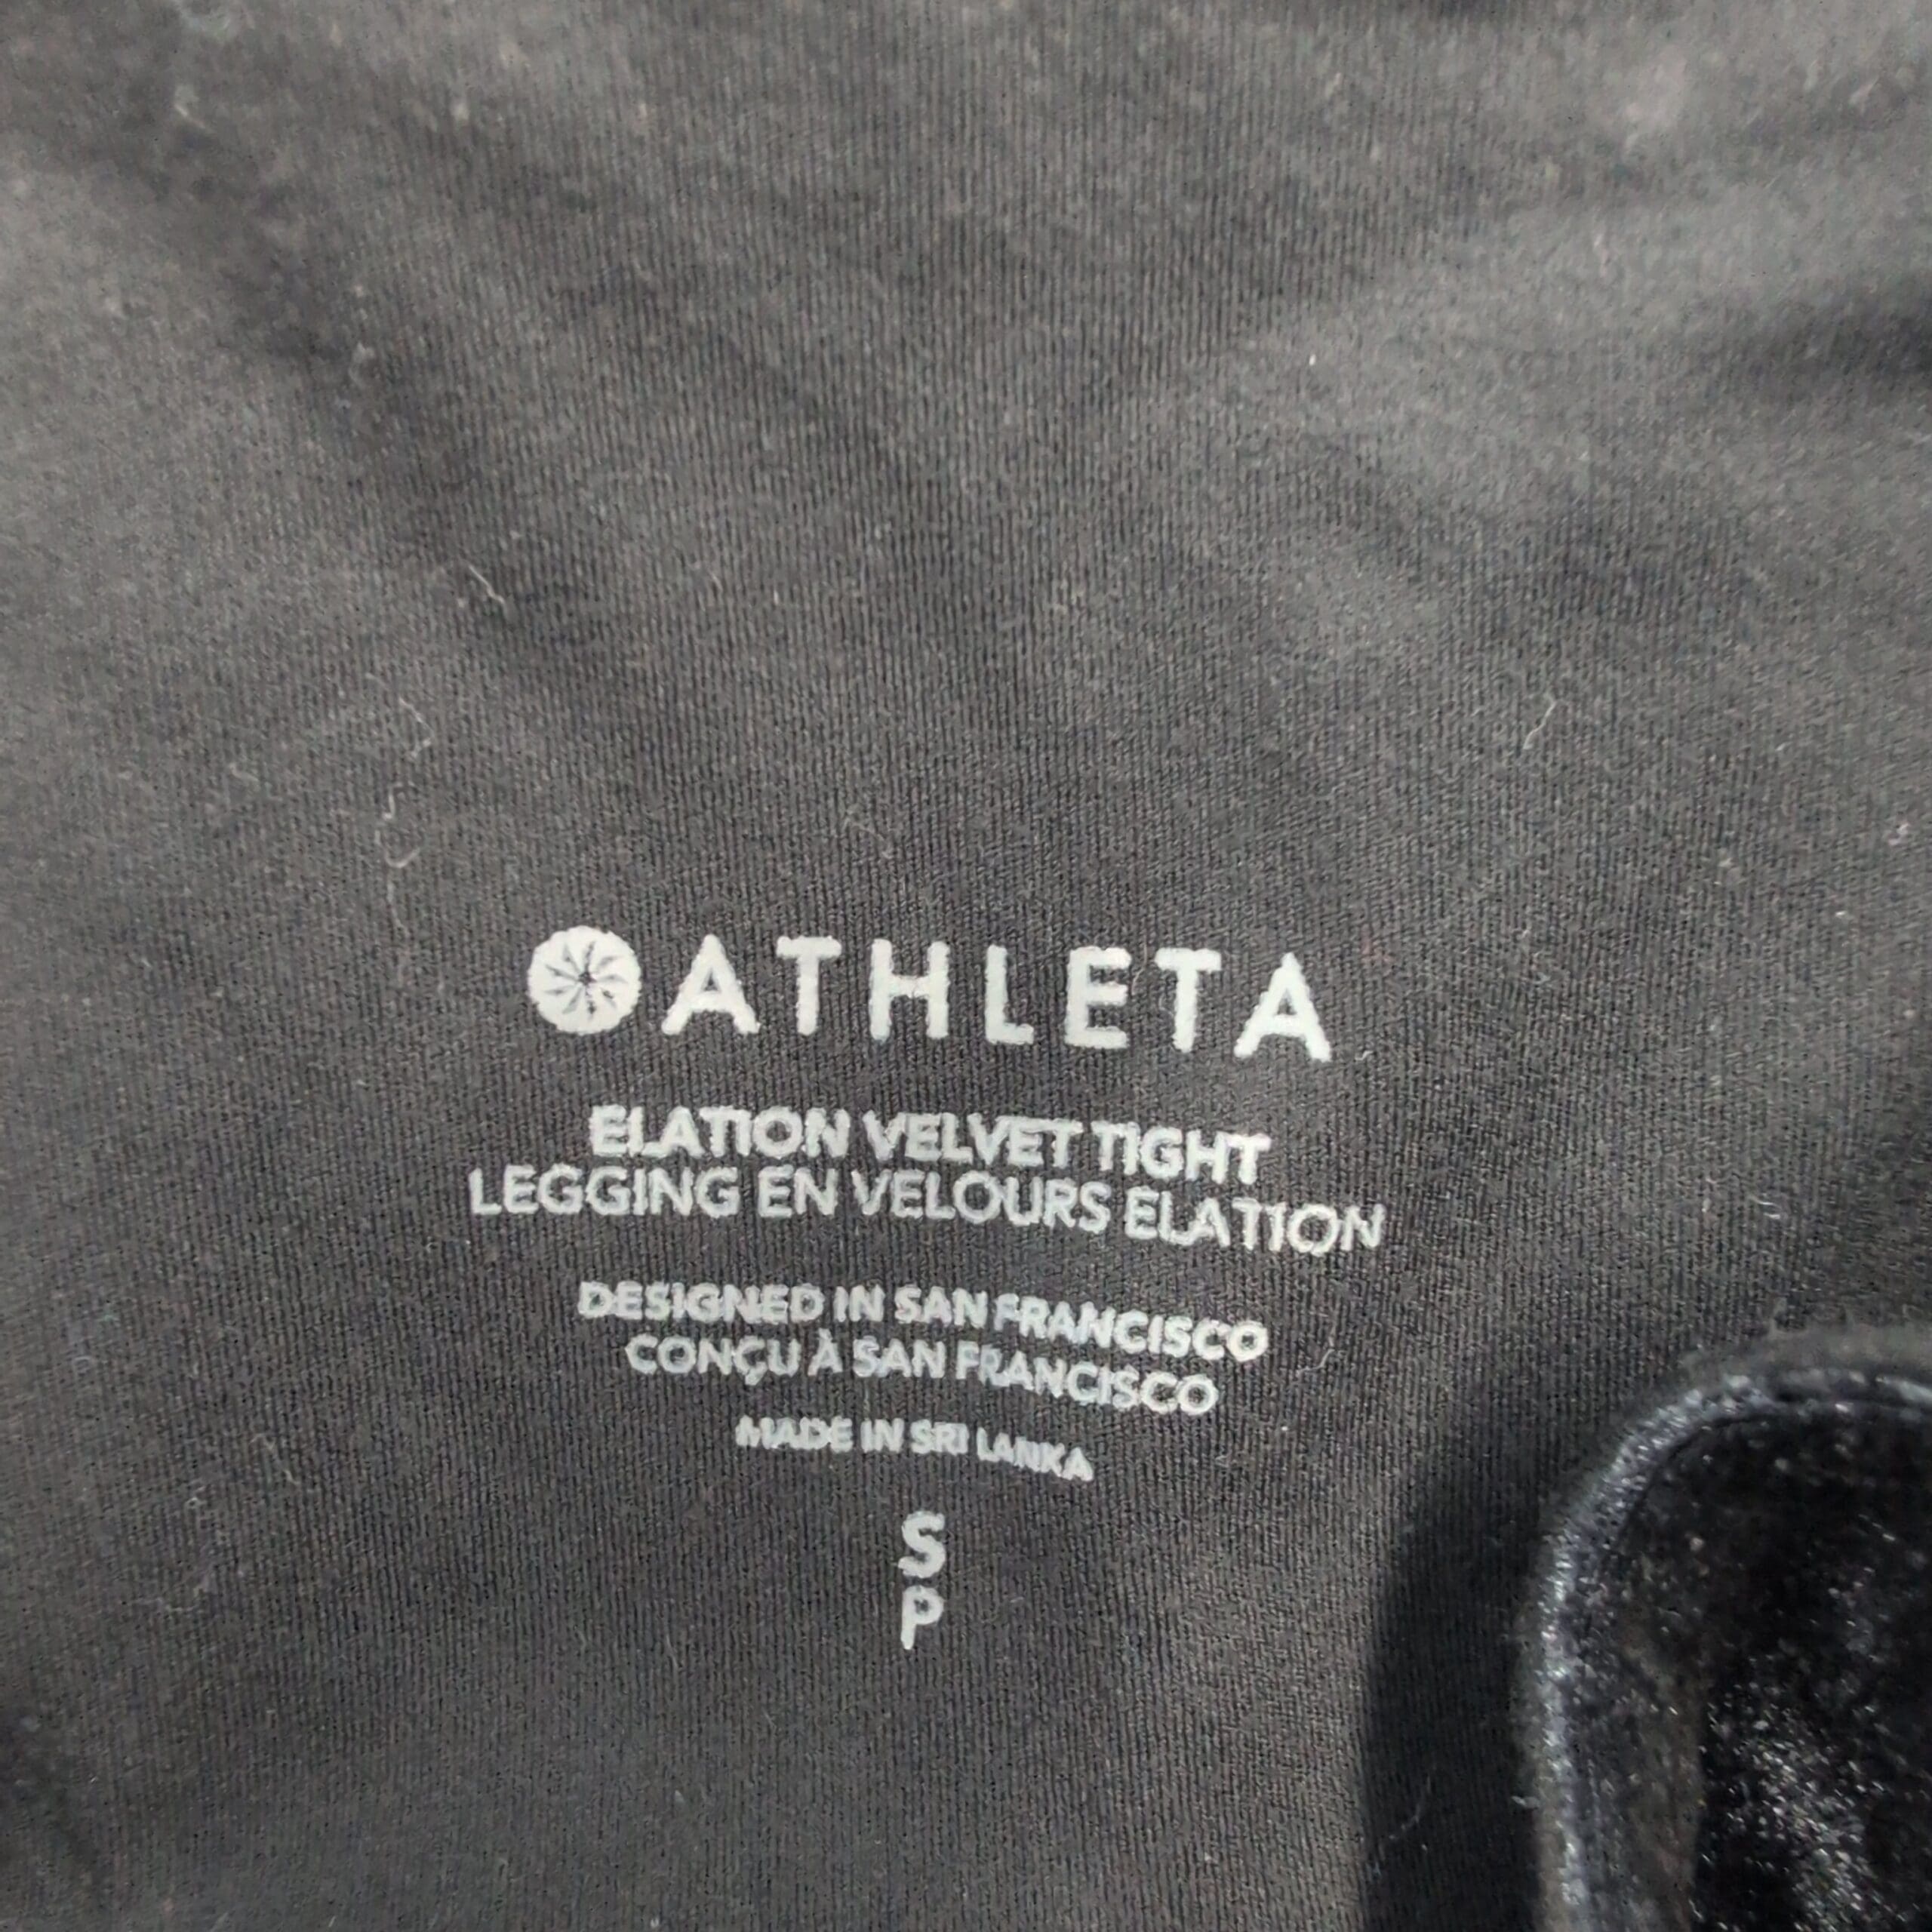 ATHLETA
ELATION VELVET TIGHT
LEGGING EN VELOURS ELATION
DESIGNED IN SAN FRANCISCO
CONÇU À SAN FRANCISCO
MADE IN SRI LANKA
S
P